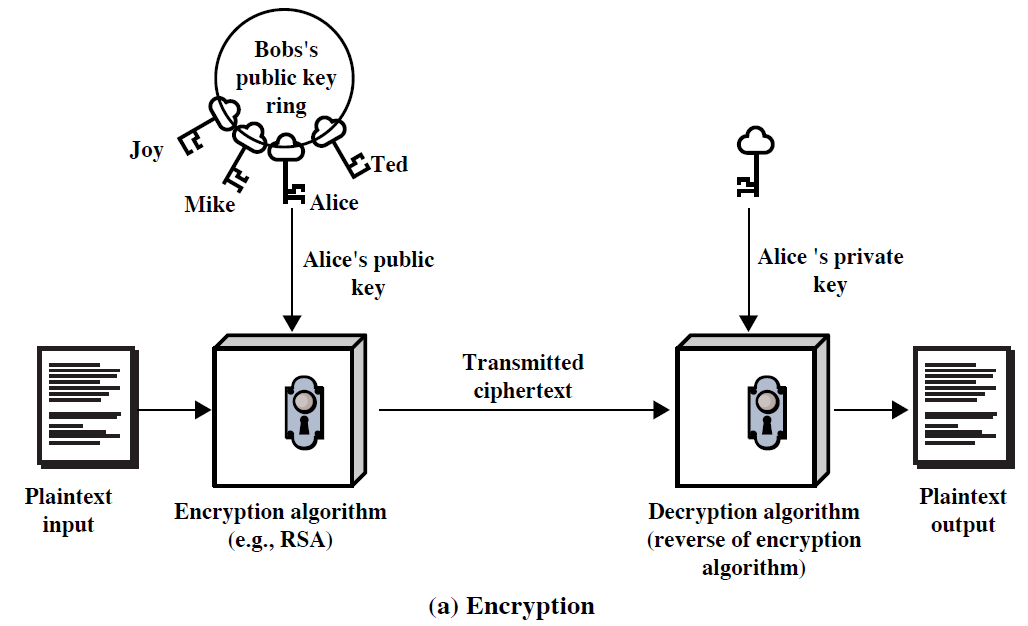 Bobs's
public key
ring
Joy
Ted
Mike
Alice
Alice's public
key
Alice 's private
key
Transmitted
ciphertext
Plaintext
input
Encryption algorithm
(e.g., RSA)
Decryption algorithm
(reverse of encryption
algorithm)
Plaintext
output
(a) Encryption